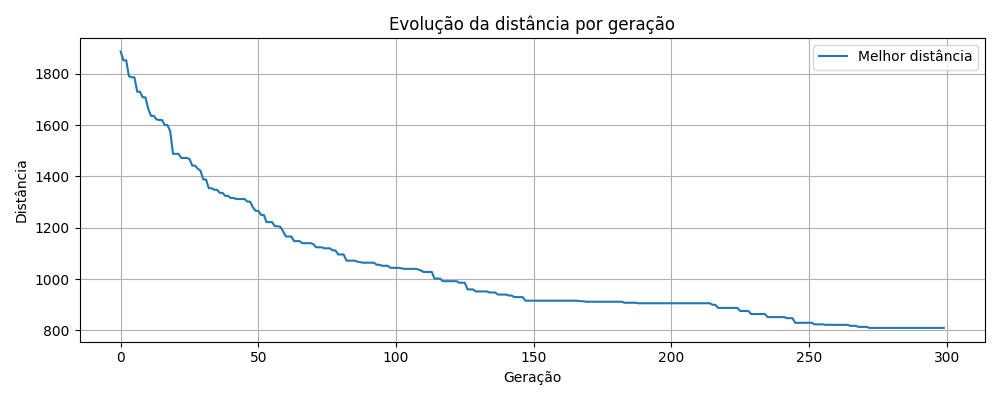 Evolução da distância por geração
Melhor distância
Distância
1800
1600
1400
1200
1000
800
0 50 100 150 200 250 300
Geração